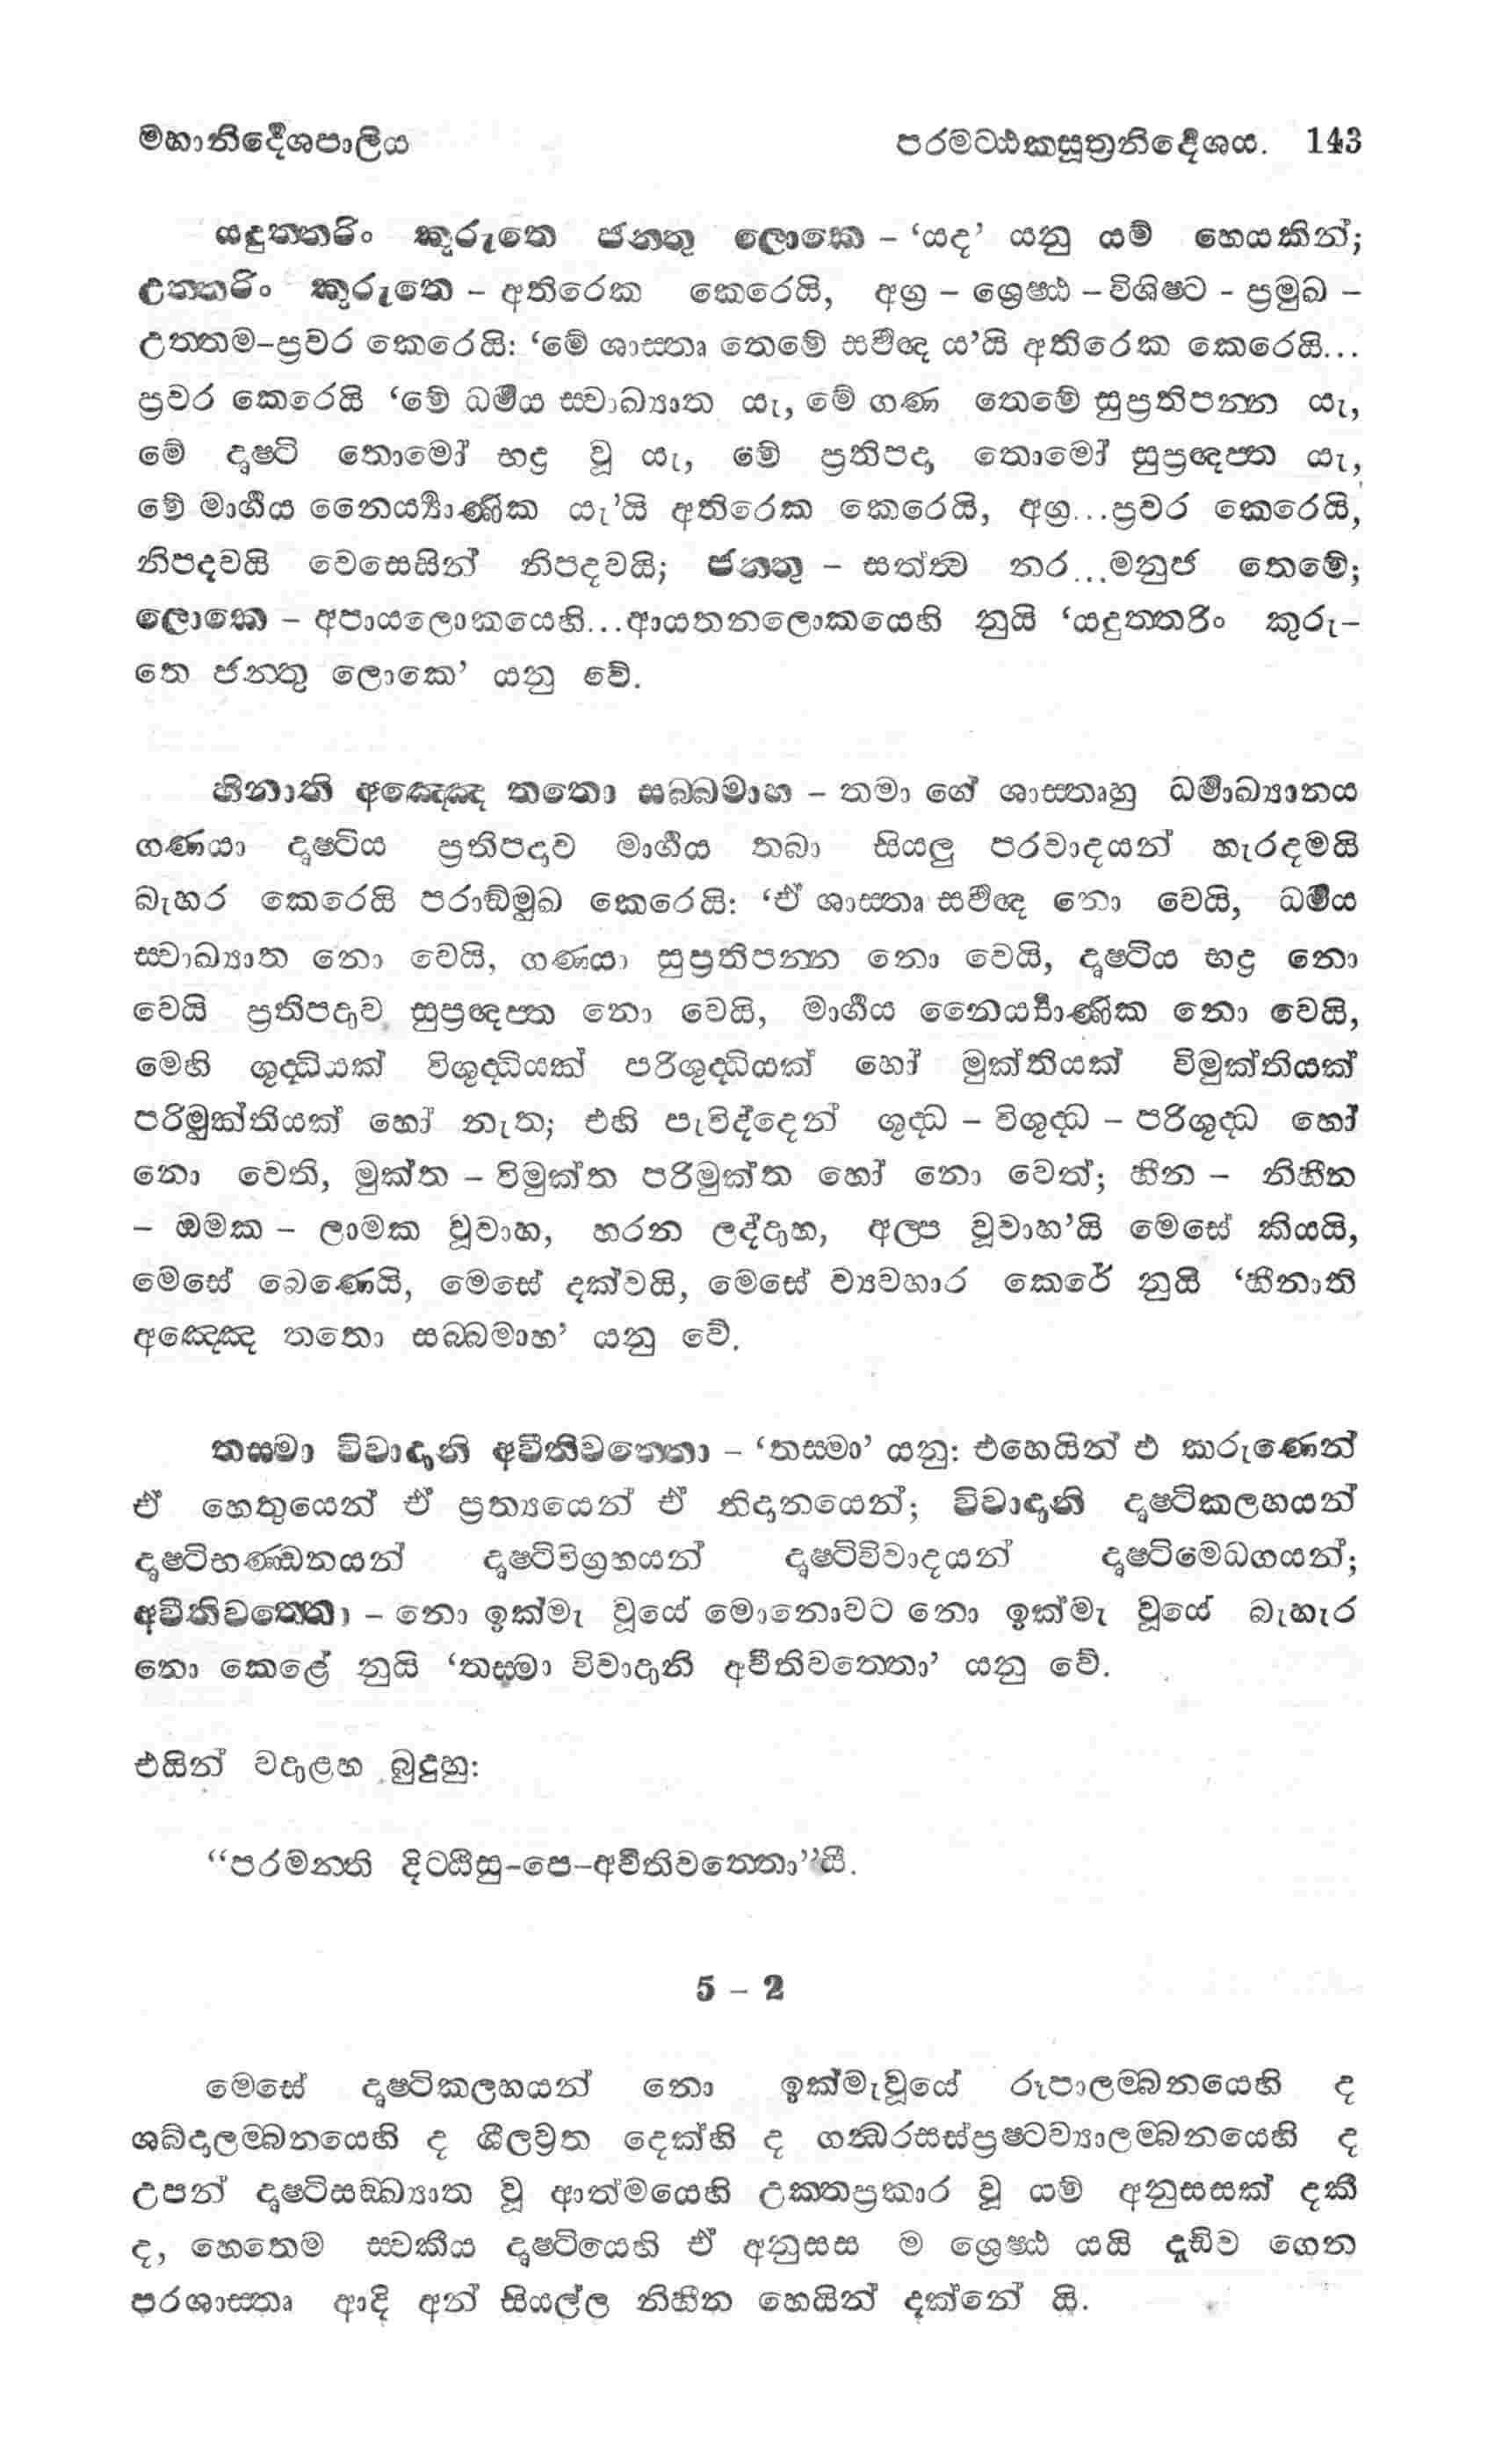 මහානිර්දෙශපාලිය පරමට්ඨකසූත්‍රනිර්දෙශය. 143
යදුත්තරිං කුරුතෙ ජන්තු ලොකෙ – ‘යද’ යනු යම් හෙයකින්;
උත්තරිං කුරුතෙ – අතිරෙක කෙරෙයි, අග්‍ර – ශ්‍රෙෂ්ඨ – විශිෂ්ට - ප්‍රමුඛ –
උත්තම–ප්‍රවර කෙරෙයි: ‘මේ ශාස්තෘ තෙමේ සර්වඥ ය’යි අතිරෙක කෙරෙයි...
ප්‍රවර කෙරෙයි ‘මේ ධර්මය ස්වාඛ්‍යාත යැ, මේ ගණ තෙමේ සුප්‍රතිපන්න යැ,
මේ දෘෂ්ටි තොමෝ භද්‍ර වූ යැ, මේ ප්‍රතිපදා තොමෝ සුප්‍රඥප්ත යැ,
මේ මාර්ගය නෛර්ය්‍යාණික යැ’යි අතිරෙක කෙරෙයි, අග්‍ර...ප්‍රවර කෙරෙයි,
නිපදවයි වෙසෙසින් නිපදවයි; ජන්තු – සත්ත්ව නර...මනුජ තෙමේ;
ලොකෙ – අපායලොකයෙහි...ආයතනලොකයෙහි නුයි ‘යදුත්තරිං කුරු–
තෙ ජන්තු ලොකෙ’ යනු වේ.
හීනාති අඤ්ඤෙ තතො සබ්බමාහ – තමා ගේ ශාස්තෘහු ධර්මාඛ්‍යානය
ගණයා දෘෂ්ටිය ප්‍රතිපදාව මාර්ගය තබා සියලු පරවාදයන් හැරදමයි
බැහර කෙරෙයි පරාඞ්මුඛ කෙරෙයි: ‘ඒ ශාස්තෘ සර්වඥ නො වෙයි, ධර්මය
ස්වාඛ්‍යාත නො වෙයි, ගණයා සුප්‍රතිපන්න නො වෙයි, දෘෂ්ටිය භද්‍ර නො
වෙයි ප්‍රතිපදාව සුප්‍රඥප්ත නො වෙයි, මාර්ගය නෛර්ය්‍යාණික නො වෙයි,
මෙහි ශුද්ධියක් විශුද්ධියක් පරිශුද්ධියක් හෝ මුක්තියක් විමුක්තියක්
පරිමුක්තියක් හෝ නැත; එහි පැවිද්දෙන් ශුද්ධ – විශුද්ධ – පරිශුද්ධ හෝ
නො වෙති, මුක්ත – විමුක්ත පරිමුක්ත හෝ නො වෙත්; හීන – නිහීන
– ඔමක – ලාමක වූවාහ, හරන ලද්දාහ, අල්ප වූවාහ’යි මෙසේ කියයි,
මෙසේ බෙණෙයි, මෙසේ දක්වයි, මෙසේ ව්‍යවහාර කෙරේ නුයි ‘හීනාති
අඤ්ඤෙ තතො සබ්බමාහ’ යනු වේ.
තස්මා විවාදානි අවීතිවත්තො – ‘තස්මා’ යනු: එහෙයින් එ කරුණෙන්
ඒ හෙතුයෙන් ඒ ප්‍රත්‍යයෙන් ඒ නිදානයෙන්; විවාදානි දෘෂ්ටිකලහයන්
දෘෂ්ටිභණ්ඩනයන් දෘෂ්ටිවිග්‍රහයන් දෘෂ්ටිවිවාදයන් දෘෂ්ටිමෙධගයන්;
අවීතිවත්තො – නො ඉක්මැ වූයේ මොනොවට නො ඉක්මැ වූයේ බැහැර
නො කෙළේ නුයි ‘තස්මා විවාදානි අවීතිවත්තො’ යනු වේ.
එයින් වදාළහ බුදුහු:
“පරමන්ති දිට්ඨීසු–පෙ–අවීතිවත්තො”යී.
5 – 2
මෙසේ දෘෂ්ටිකලහයන් නො ඉක්මැවූයේ රූපාලම්බනයෙහි ද
ශබ්දාලම්බනයෙහි ද ශීලව්‍රත දෙක්හි ද ගන්ධරසස්ප්‍රෂ්ටව්‍යාලම්බනයෙහි ද
උපන් දෘෂ්ටිසඞ්ඛ්‍යාත වූ ආත්මයෙහි උක්තප්‍රකාර වූ යම් අනුසසක් දකී
ද, හෙතෙම ස්වකීය දෘෂ්ටියෙහි ඒ අනුසස ම ශ්‍රෙෂ්ඨ යයි දැඩිව ගෙන
පරශාස්තෘ ආදි අන් සියල්ල නිහීන හෙයින් දක්නේ යි.